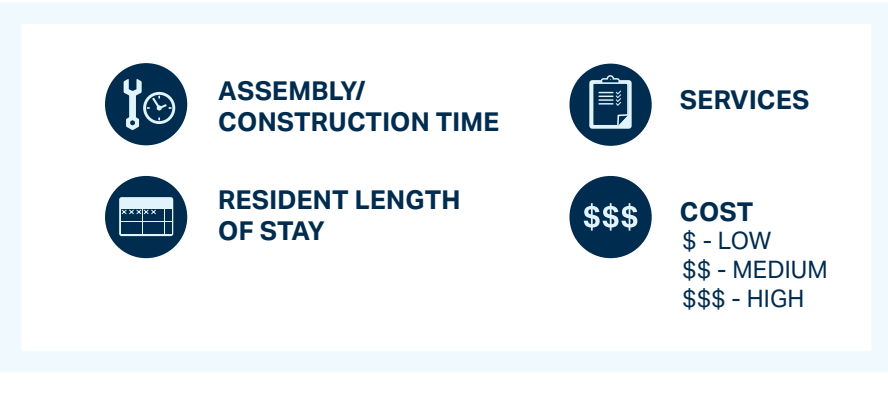 ASSEMBLY/
CONSTRUCTION TIME
SERVICES
RESIDENT LENGTH
OF STAY
$$$
COST
$ - LOW
$$ - MEDIUM
$$$ - HIGH